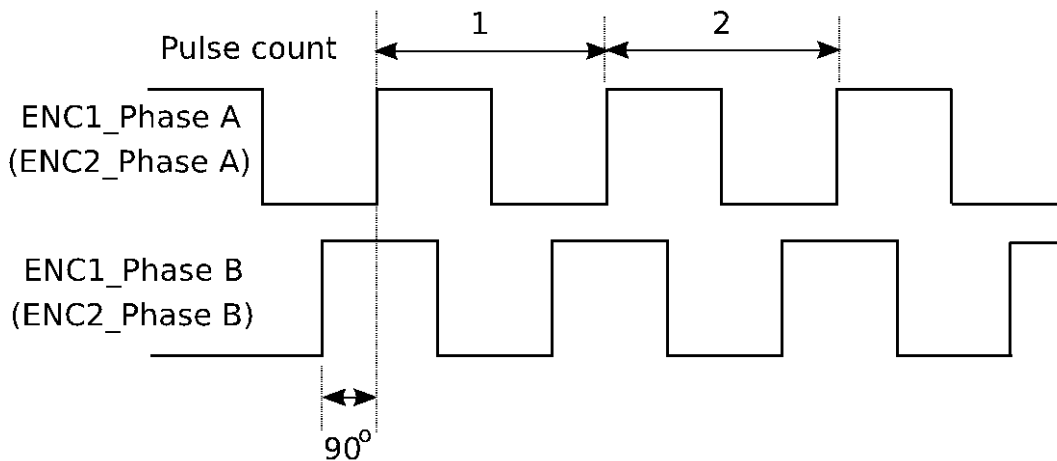 1
2
Pulse count
ENC1_Phase A
(ENC2_Phase A)
ENC1_Phase B
(ENC2_Phase B)
90°